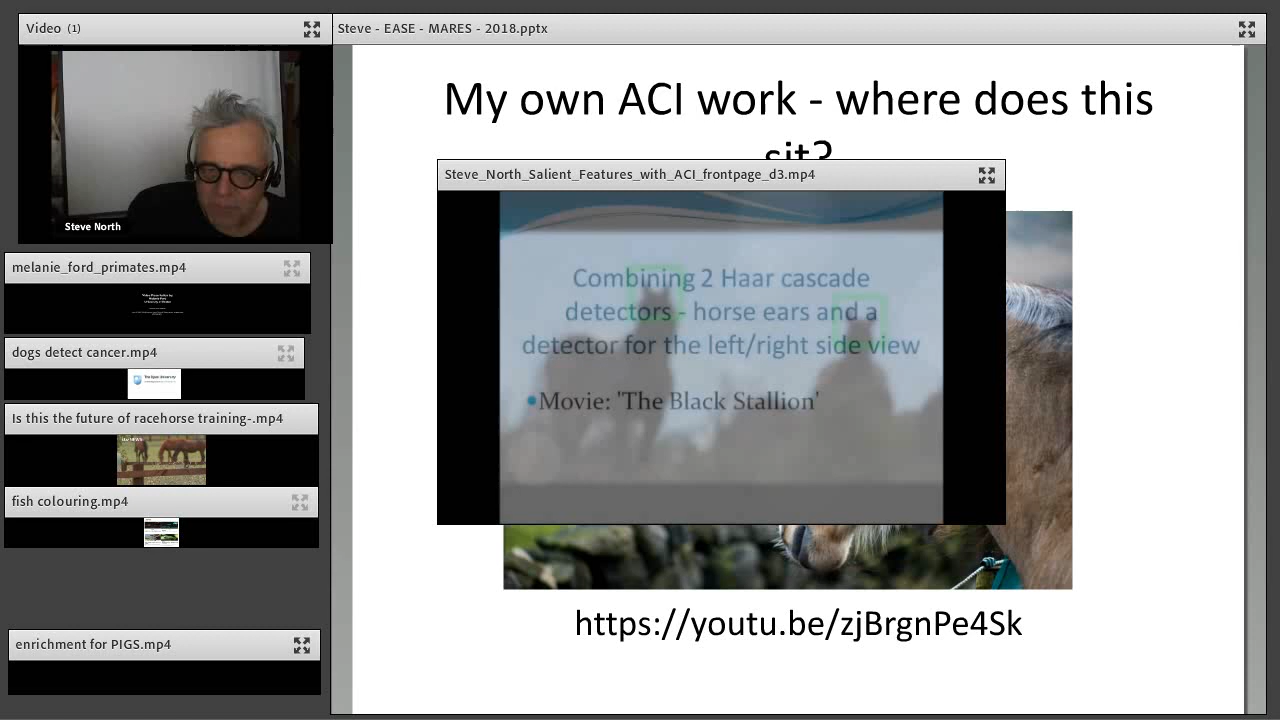 Video (1)
Steve North
melanie_ford_primates.mp4
dogs detect cancer.mp4
Is this the future of racehorse training-.mp4
fish colouring.mp4
enrichment for PIGS.mp4
Steve - EASE - MARES - 2018.pptx
My own ACI work - where does this
sit?
Steve_North_Salient_Features_with_ACI_frontpage_d3.mp4
Combining 2 Haar cascade
detectors - horse ears and a
detector for the left/right side view
•Movie: 'The Black Stallion'
https://youtu.be/zjBrgnPe4Sk